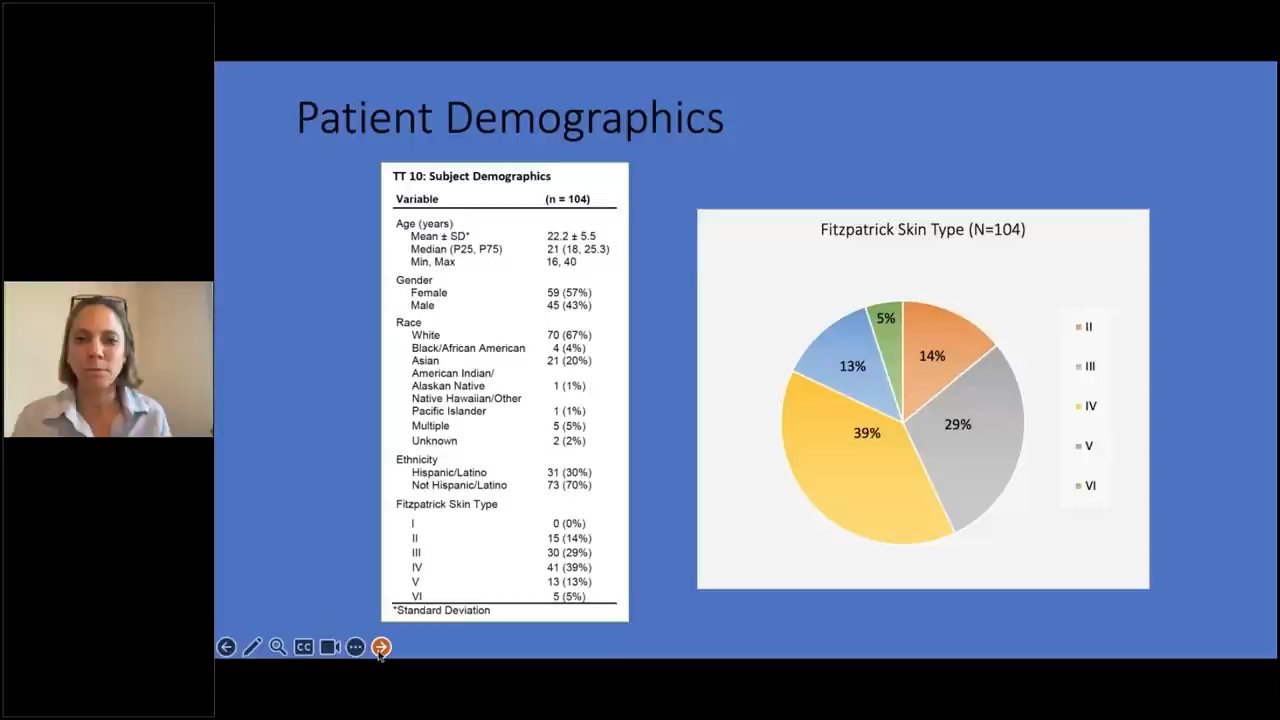 Patient Demographics
TT 10: Subject Demographics
Variable (n = 104)
Age (years)
Mean ± SD* 22.2 ± 5.5
Median (P25, P75) 21 (18, 25.3)
Min, Max 16, 40
Gender
Female 59 (57%)
Male 45 (43%)
Race
White 70 (67%)
Black/African American 4 (4%)
Asian 21 (20%)
American Indian/
Alaskan Native 1 (1%)
Native Hawaiian/Other
Pacific Islander 1 (1%)
Multiple 5 (5%)
Unknown 2 (2%)
Ethnicity
Hispanic/Latino 31 (30%)
Not Hispanic/Latino 73 (70%)
Fitzpatrick Skin Type
I 0 (0%)
II 15 (14%)
III 30 (29%)
IV 41 (39%)
V 13 (13%)
VI 5 (5%)
*Standard Deviation
Fitzpatrick Skin Type (N=104)
5%
14%
13%
29%
39%
II
III
IV
V
VI
CC